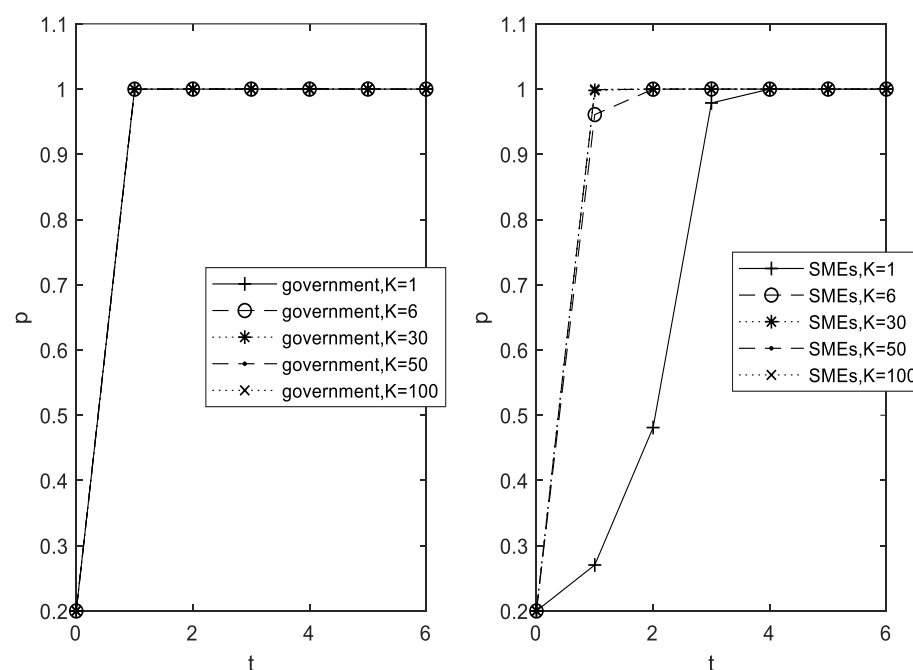 1.1
1
0.9
0.8
0.7
0.6
0.5
0.4
0.3
0.2
p
0 2 4 6
t
government,K=1
government,K=6
government,K=30
government,K=50
government,K=100
1.1
1
0.9
0.8
0.7
0.6
0.5
0.4
0.3
0.2
p
0 2 4 6
t
SMEs,K=1
SMEs,K=6
SMEs,K=30
SMEs,K=50
SMEs,K=100